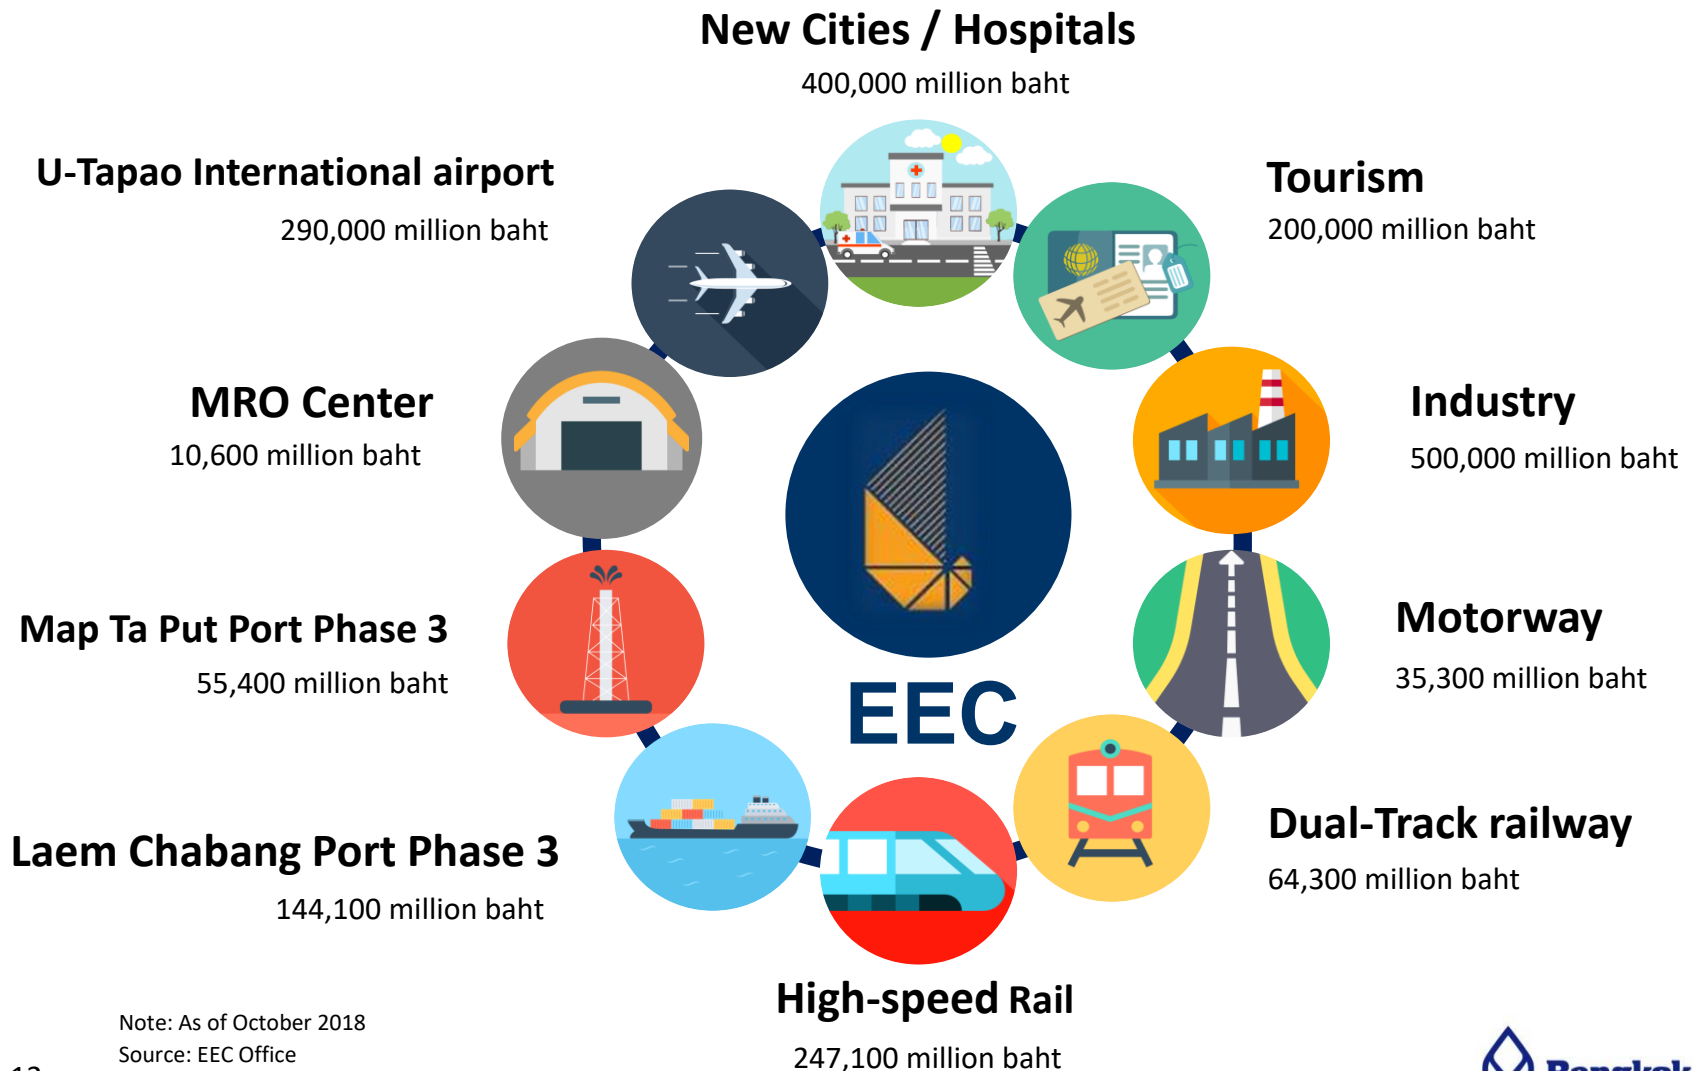 New Cities / Hospitals
400,000 million baht
U-Tapao International airport
290,000 million baht
Tourism
200,000 million baht
MRO Center
10,600 million baht
Industry
500,000 million baht
Map Ta Put Port Phase 3
55,400 million baht
Motorway
35,300 million baht
EEC
Laem Chabang Port Phase 3
144,100 million baht
Dual-Track railway
64,300 million baht
High-speed Rail
247,100 million baht
Note: As of October 2018
Source: EEC Office